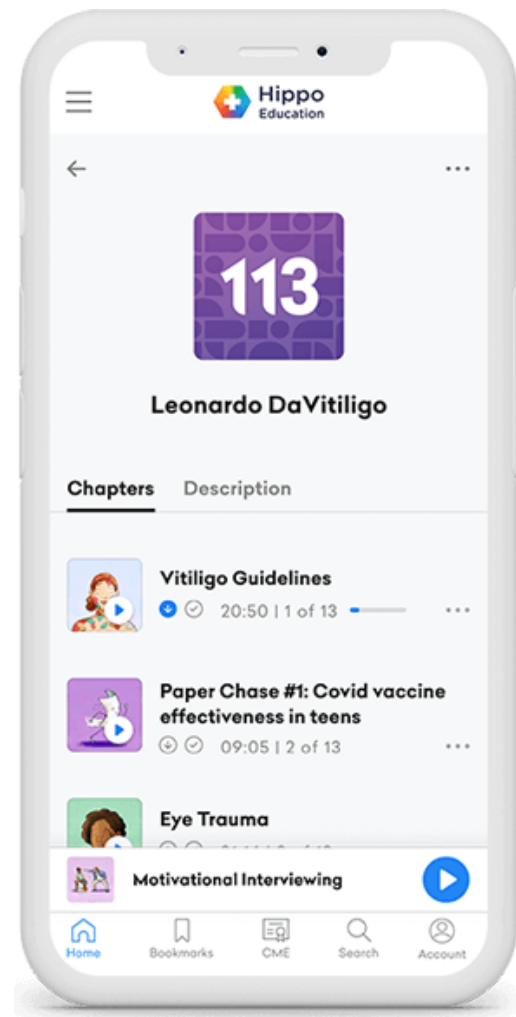 Hippo
Education
113
Leonardo DaVitiligo
Chapters Description
Vitiligo Guidelines
20:50 | 1 of 13
Paper Chase #1: Covid vaccine
effectiveness in teens
09:05 | 2 of 13
Eye Trauma
Motivational Interviewing
Home Bookmarks CME Search Account